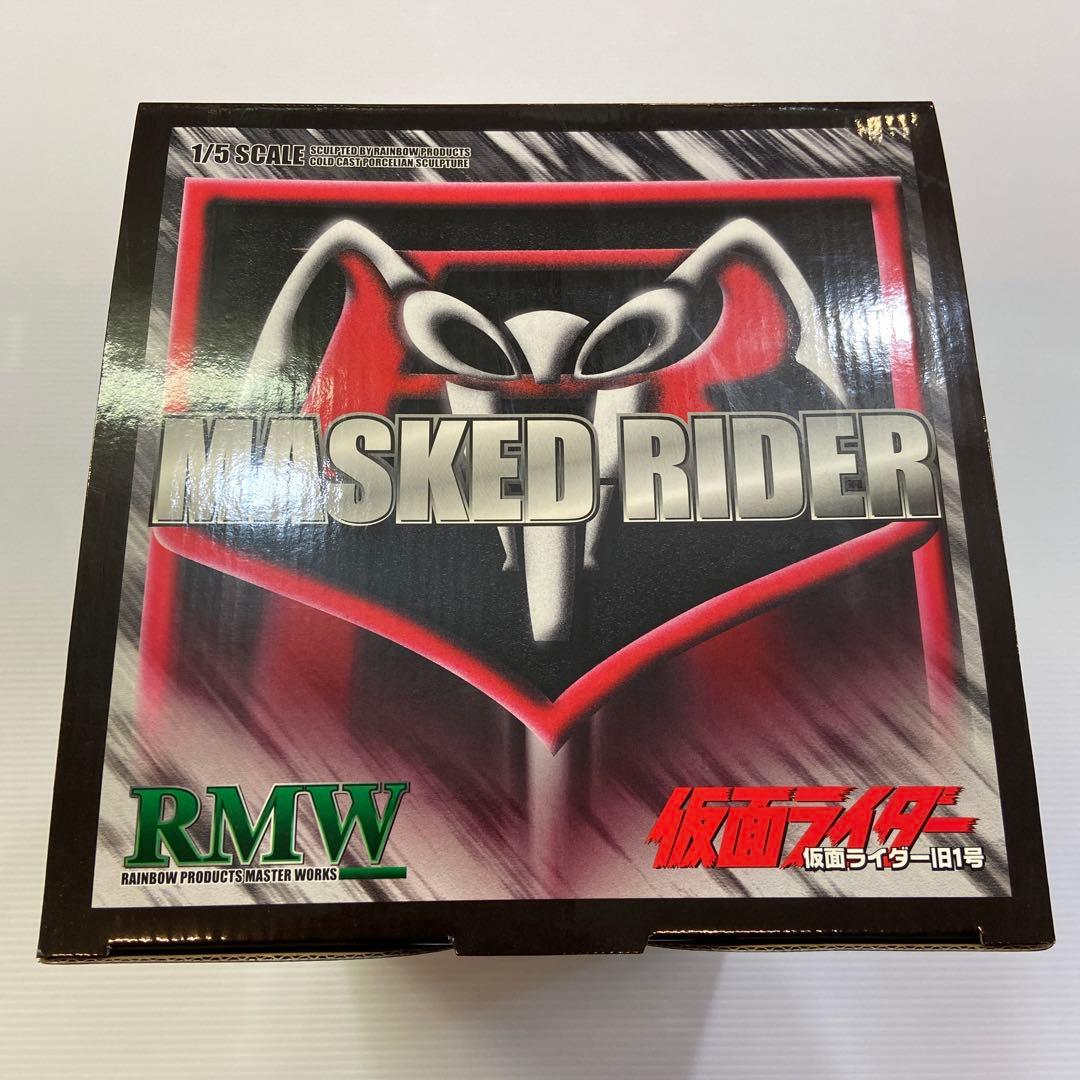 1/5 SCALE SCULPTED BY RAINBOW PRODUCTS
COLD CAST PORCELIAN SCULPTURE
MASKED RIDER
RMW
RAINBOW PRODUCTS MASTER WORKS
仮面ライダー
仮面ライダー旧1号